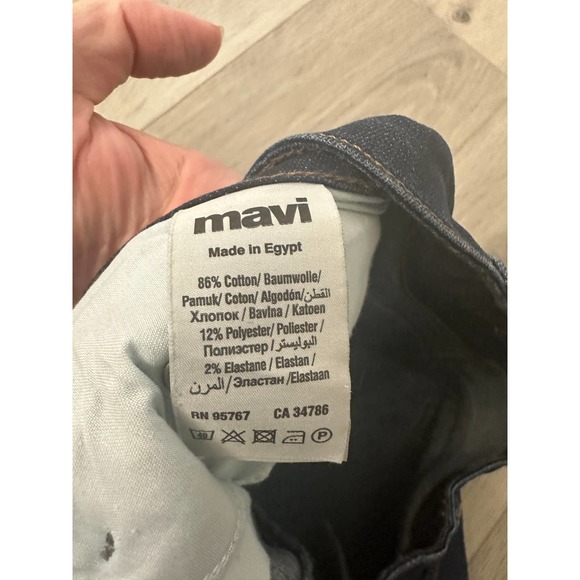 mavi
Made in Egypt
86% Cotton/ Baumwolle/
Pamuk/ Coton/ Algodón/القطن/
Хлопок / Bavlna / Katoen
12% Polyester/ Poliester /
Полиэстер /البوليستر/
2% Elastane / Elastan /
المرن/ /Эластан/ Elastaan
RN 95767 CA 34786
40 P